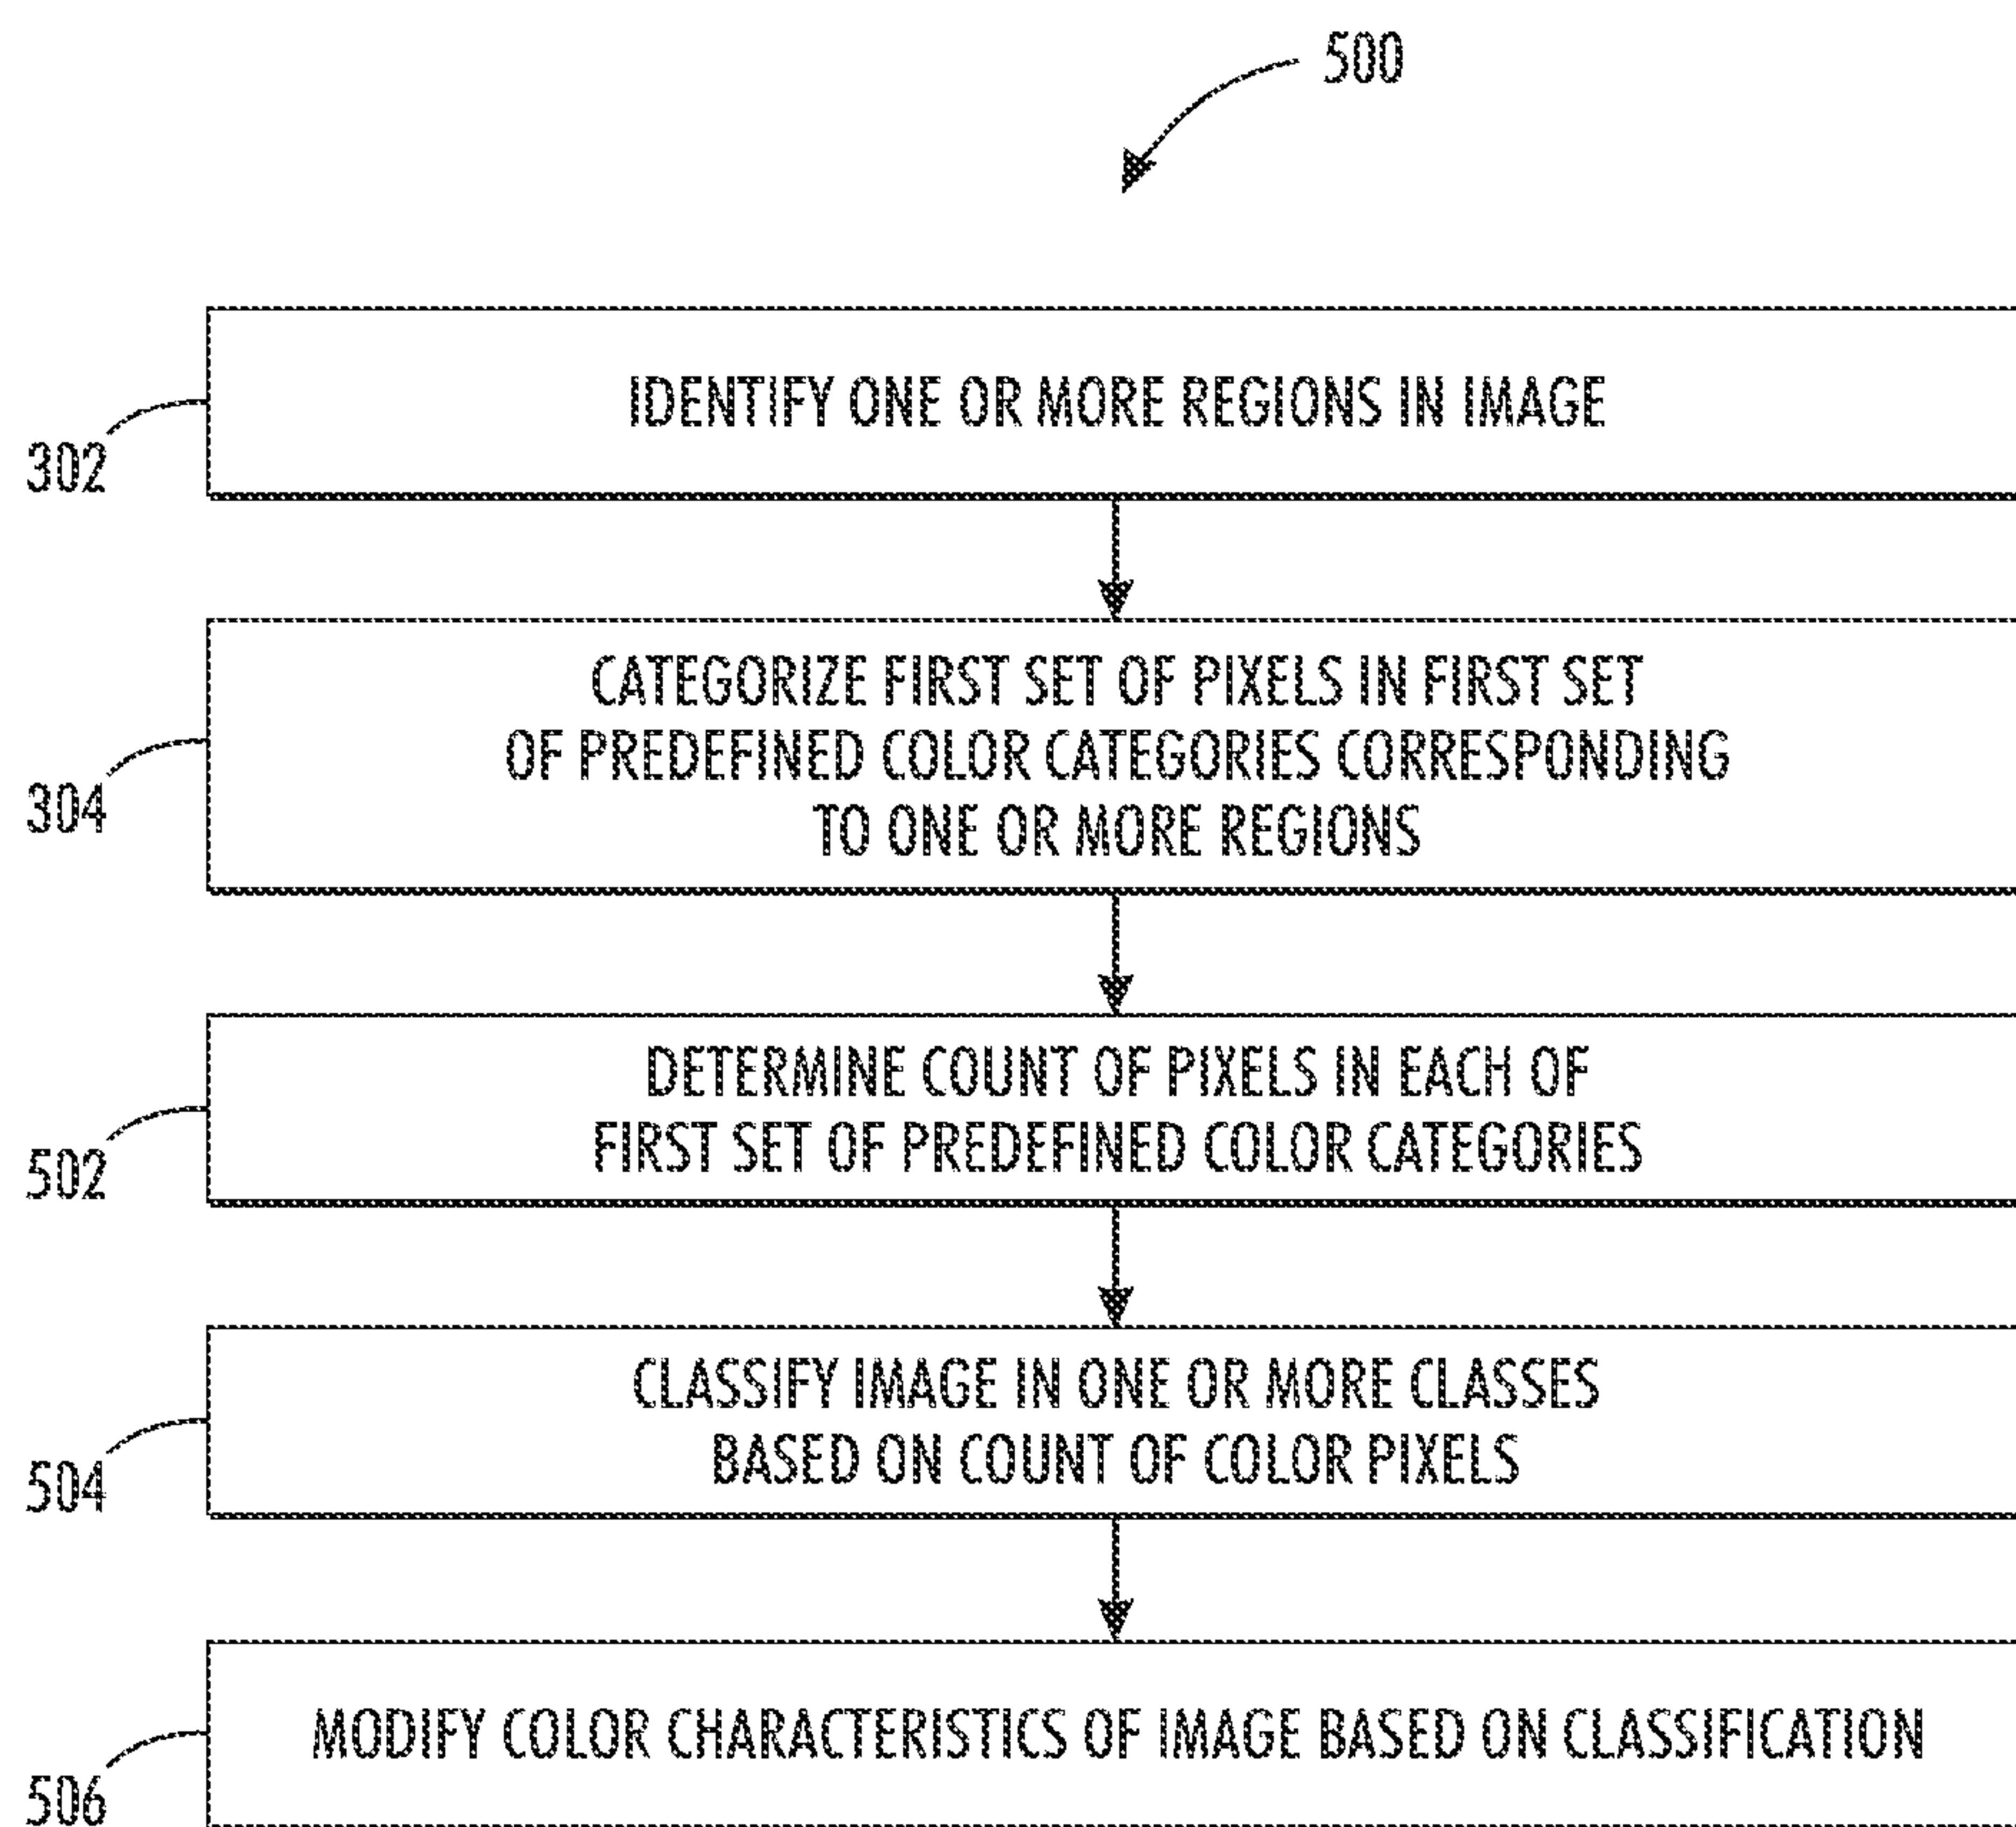 500
IDENTIFY ONE OR MORE REGIONS IN IMAGE
302
CATEGORIZE FIRST SET OF PIXELS IN FIRST SET
OF PREDEFINED COLOR CATEGORIES CORRESPONDING
TO ONE OR MORE REGIONS
304
DETERMINE COUNT OF PIXELS IN EACH OF
FIRST SET OF PREDEFINED COLOR CATEGORIES
502
CLASSIFY IMAGE IN ONE OR MORE CLASSES
BASED ON COUNT OF COLOR PIXELS
504
MODIFY COLOR CHARACTERISTICS OF IMAGE BASED ON CLASSIFICATION
506